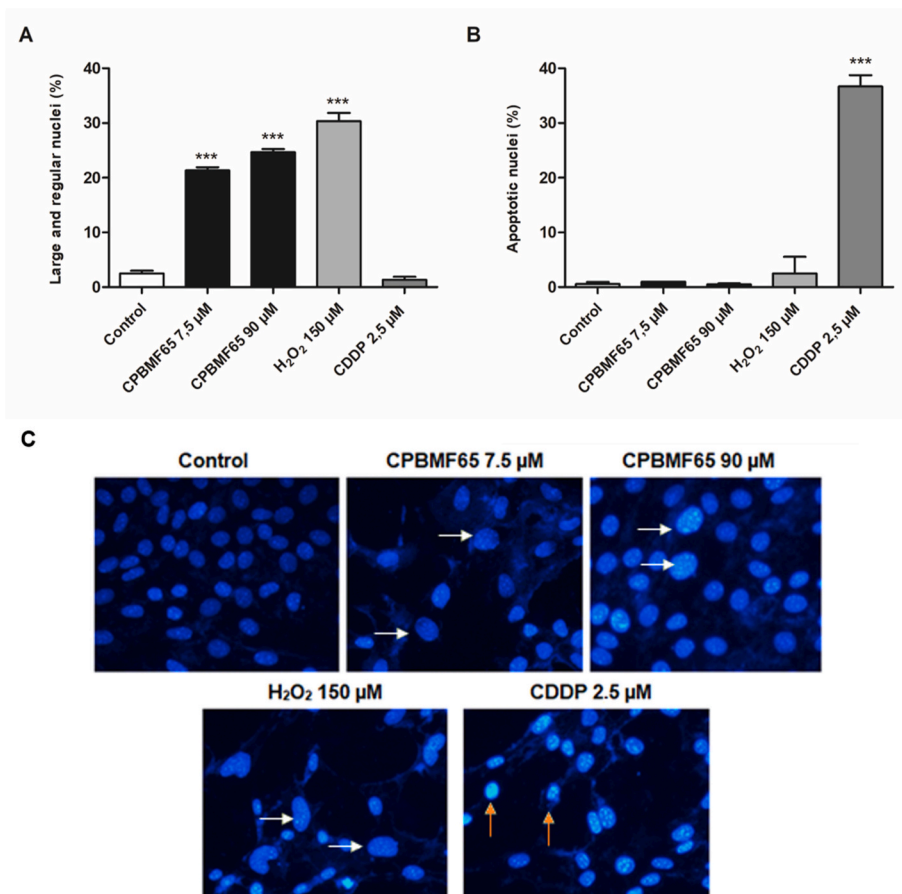 A
Large and regular nuclei (%)
40
30
20
10
0
***
***
***
Control
CPBMF65 7,5 µM
CPBMF65 90 µM
H₂O₂ 150 µM
CDDP 2,5 µM
B
Apoptotic nuclei (%)
40
30
20
10
0
***
Control
CPBMF65 7,5 µM
CPBMF65 90 µM
H₂O₂ 150 µM
CDDP 2,5 µM
C
Control
CPBMF65 7.5 µM
CPBMF65 90 µM
H₂O₂ 150 µM
CDDP 2.5 µM